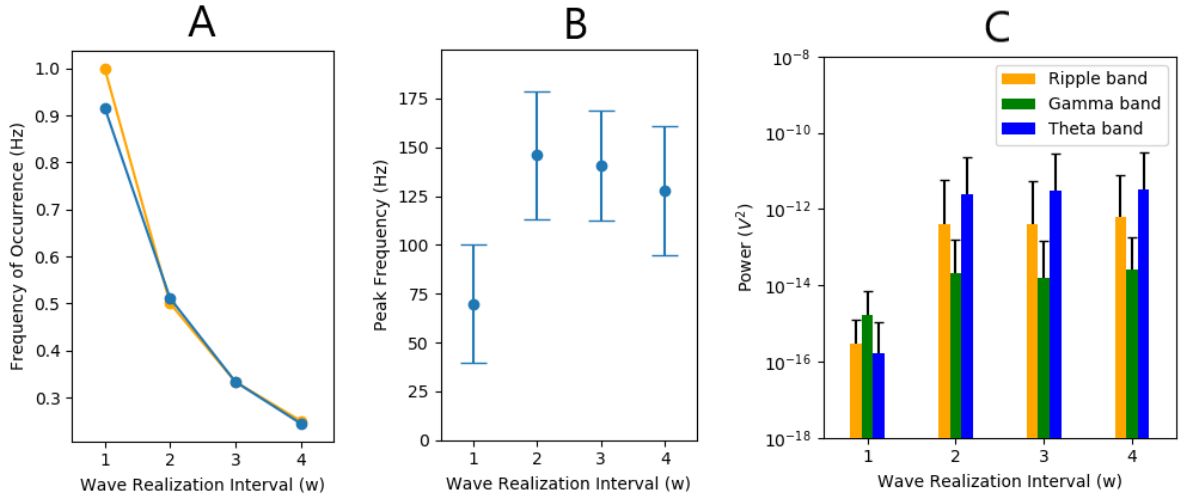 A
Frequency of Occurrence (Hz)
1.0
0.9
0.8
0.7
0.6
0.5
0.4
0.3
1 2 3 4
Wave Realization Interval (w)
B
Peak Frequency (Hz)
175
150
125
100
75
50
25
0
1 2 3 4
Wave Realization Interval (w)
C
Power (V²)
10⁻⁸
10⁻¹⁰
10⁻¹²
10⁻¹⁴
10⁻¹⁶
10⁻¹⁸
Ripple band
Gamma band
Theta band
1 2 3 4
Wave Realization Interval (w)